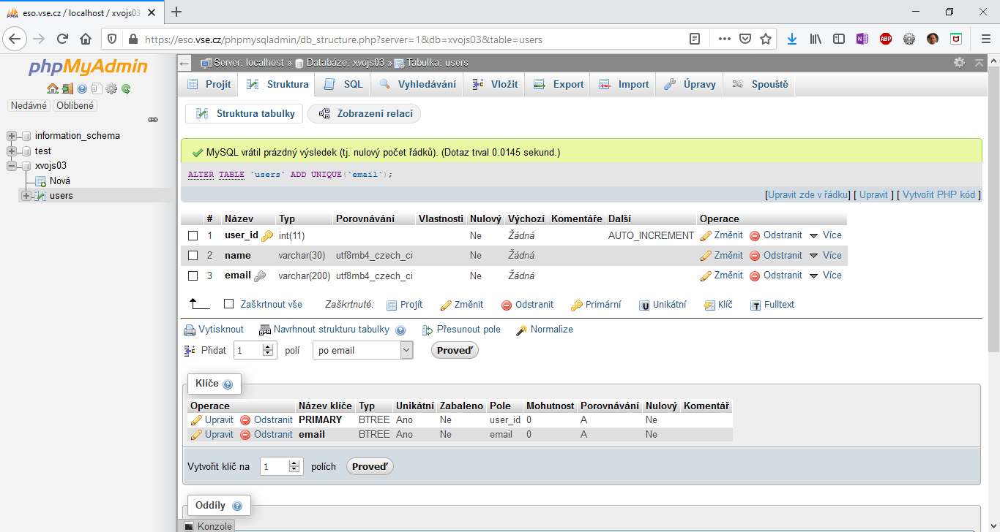 eso.vse.cz / localhost / xvojs03
https://eso.vse.cz/phpmysqladmin/db_structure.php?server=1&db=xvojs03&table=users
phpMyAdmin
Nedávné Oblíbené
information_schema
test
xvojs03
Nová
users
Server: localhost » Databáze: xvojs03 » Tabulka: users
Projít Struktura SQL Vyhledávání Vložit Export Import Úpravy Spouště
Struktura tabulky Zobrazení relací
MySQL vrátil prázdný výsledek (tj. nulový počet řádků). (Dotaz trval 0.0145 sekund.)
ALTER TABLE `users` ADD UNIQUE(`email`);
[Upravit zde v řádku] [ Upravit ] [ Vytvořit PHP kód ]
# Název Typ Porovnávání Vlastnosti Nulový Výchozí Komentáře Další Operace
1 user_id int(11) Ne Žádná AUTO_INCREMENT Změnit Odstranit Více
2 name varchar(30) utf8mb4_czech_ci Ne Žádná Změnit Odstranit Více
3 email varchar(200) utf8mb4_czech_ci Ne Žádná Změnit Odstranit Více
Zaškrtnout vše Zaškrtnuté: Projít Změnit Odstranit Primární Unikátní Klíč Fulltext
Vytisknout Navrhnout strukturu tabulky Přesunout pole Normalize
Přidat 1 polí po email Proveď
Klíče
Operace Název klíče Typ Unikátní Zabaleno Pole Mohutnost Porovnávání Nulový Komentář
Upravit Odstranit PRIMARY BTREE Ano Ne user_id 0 A Ne
Upravit Odstranit email BTREE Ano Ne email 0 A Ne
Vytvořit klíč na 1 polích Proveď
Oddíly
Konzole